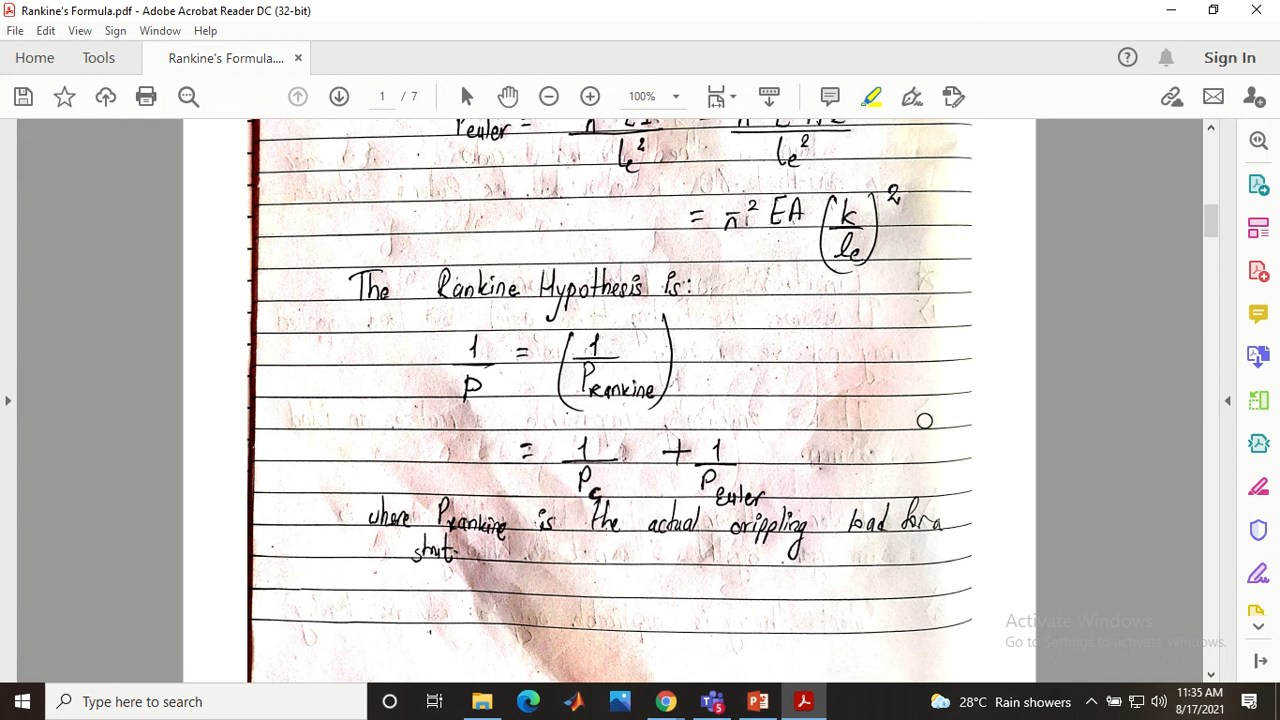 Rankine's Formula.pdf - Adobe Acrobat Reader DC (32-bit)
File Edit View Sign Window Help
Home Tools Rankine's Formula.... × Sign In
1 / 7 100%
Peuler =
le² le²
= π² EA (k/le)²
The Rankine Hypothesis is:
1/P = (1/PRankine)
= 1/Pc + 1/PEuler
where PRankine is the actual crippling load for a
strut.
Activate Windows
Go to Settings to activate Windows.
Type here to search
28°C Rain showers
11:35 AM
8/17/2021